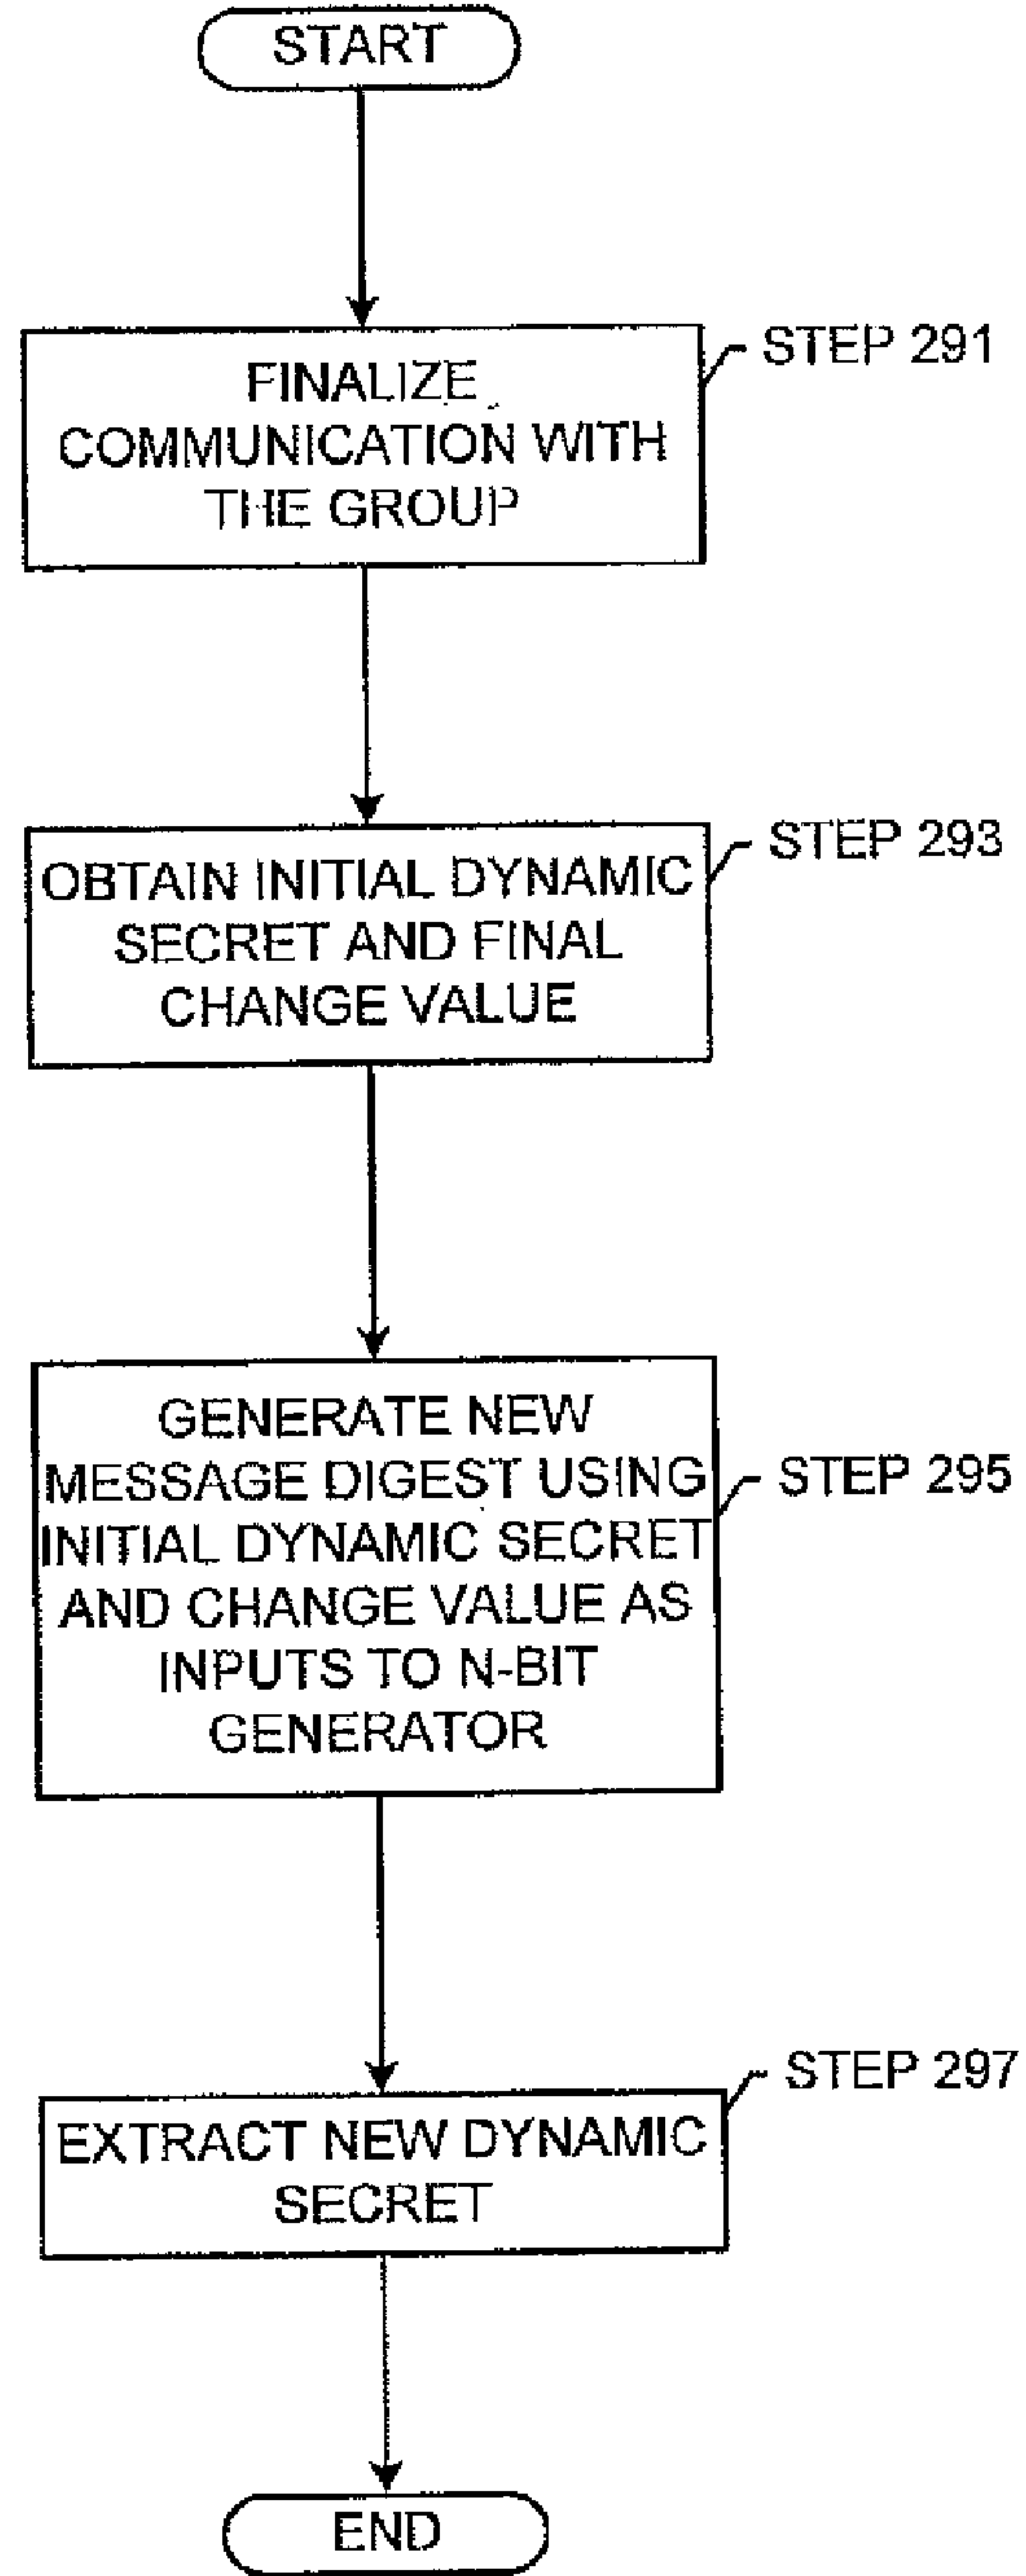 START
STEP 291
FINALIZE
COMMUNICATION WITH
THE GROUP
STEP 293
OBTAIN INITIAL DYNAMIC
SECRET AND FINAL
CHANGE VALUE
STEP 295
GENERATE NEW
MESSAGE DIGEST USING
INITIAL DYNAMIC SECRET
AND CHANGE VALUE AS
INPUTS TO N-BIT
GENERATOR
STEP 297
EXTRACT NEW DYNAMIC
SECRET
END